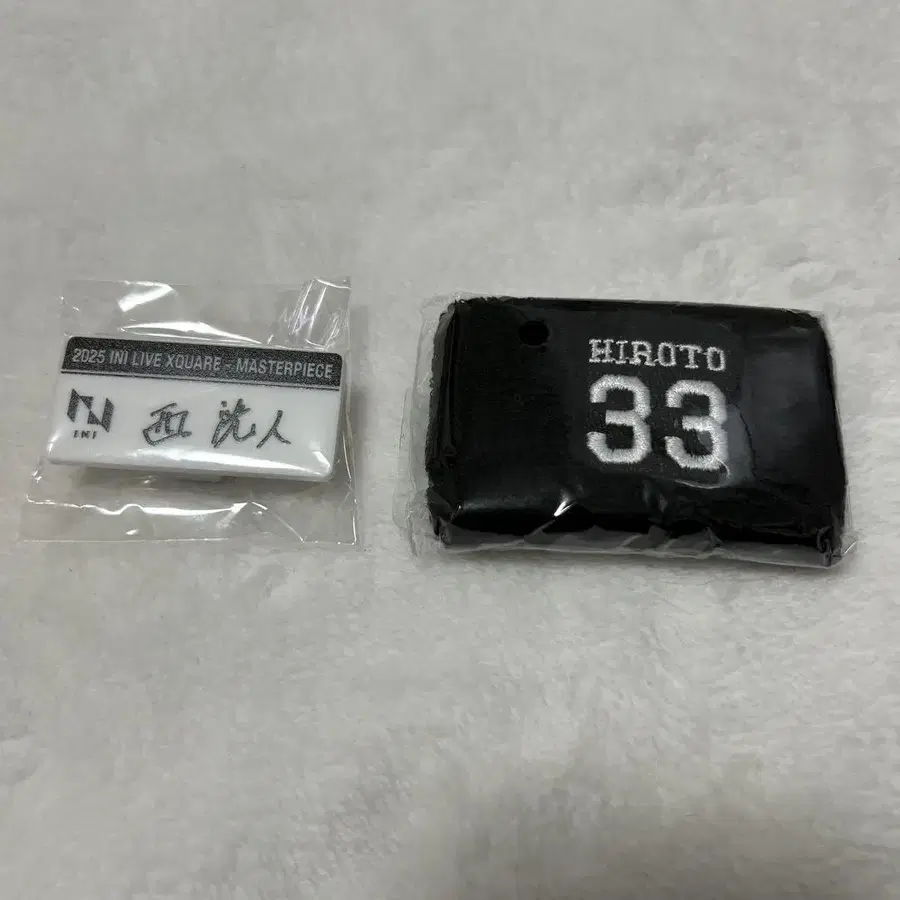 2025 INI LIVE XQUARE - MASTERPIECE
INI
西 洸人
HIROTO
33